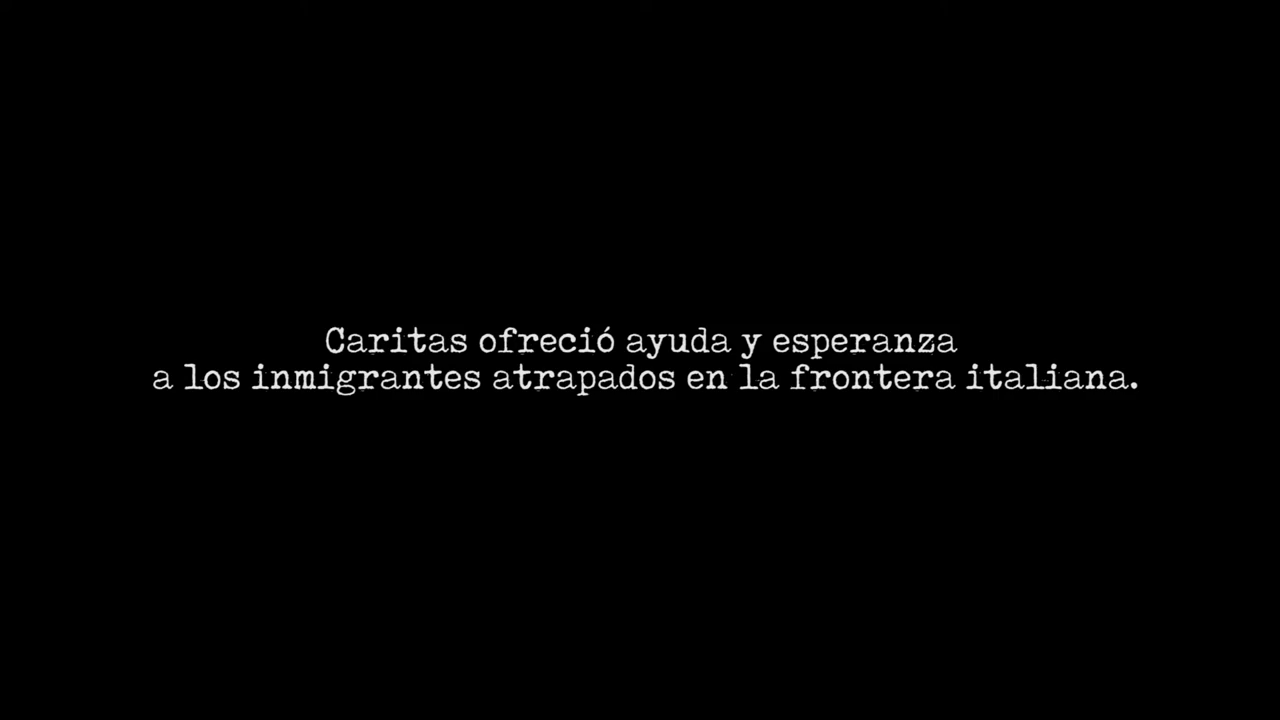 Caritas ofreció ayuda y esperanza
a los inmigrantes atrapados en la frontera italiana.